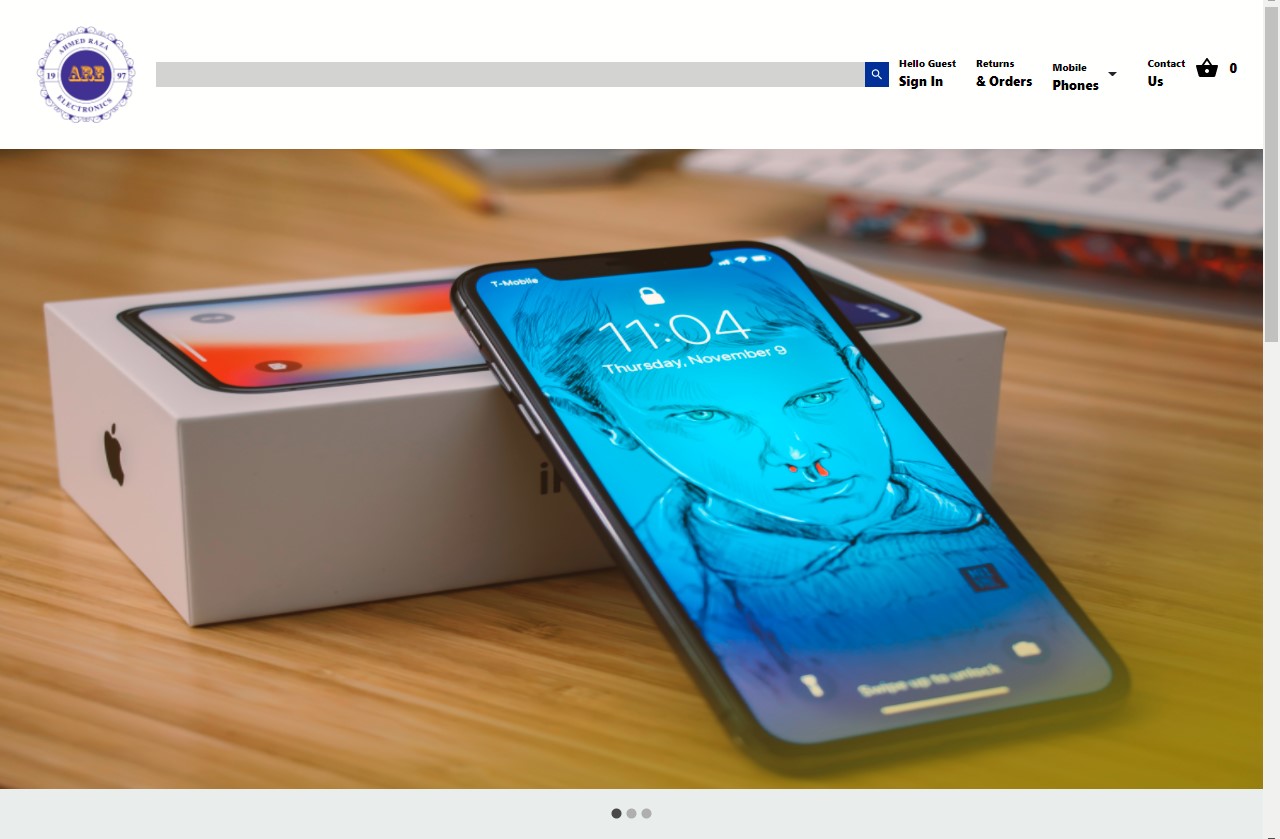 AHMED RAZA
19 ARE 97
ELECTRONICS
Hello Guest
Sign In
Returns
& Orders
Mobile
Phones
Contact
Us
0
T-Mobile
11:04
Thursday, November 9
Swipe up to unlock